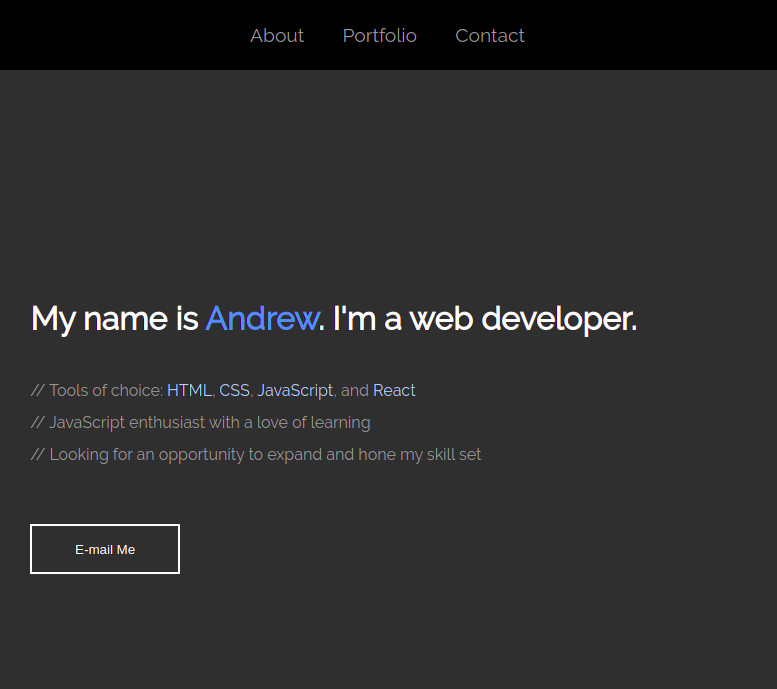 About Portfolio Contact
My name is Andrew. I'm a web developer.
// Tools of choice: HTML, CSS, JavaScript, and React
// JavaScript enthusiast with a love of learning
// Looking for an opportunity to expand and hone my skill set
E-mail Me